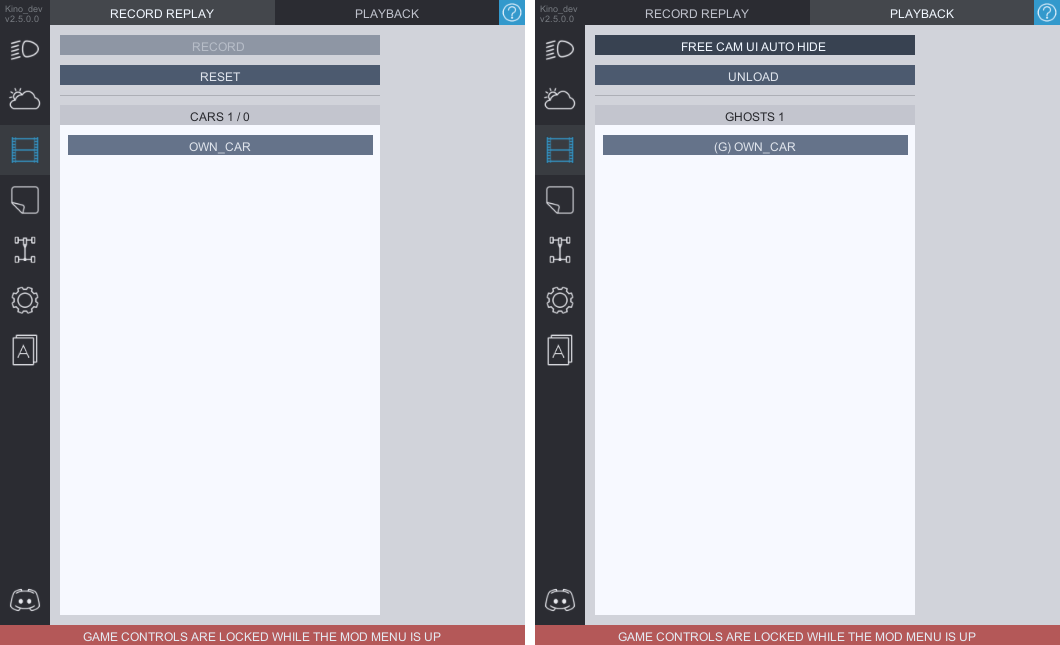 Kino_dev
v2.5.0.0
RECORD REPLAY
PLAYBACK
RECORD
RESET
CARS 1 / 0
OWN_CAR
A
GAME CONTROLS ARE LOCKED WHILE THE MOD MENU IS UP
Kino_dev
v2.5.0.0
RECORD REPLAY
PLAYBACK
FREE CAM UI AUTO HIDE
UNLOAD
GHOSTS 1
(G) OWN_CAR
A
GAME CONTROLS ARE LOCKED WHILE THE MOD MENU IS UP